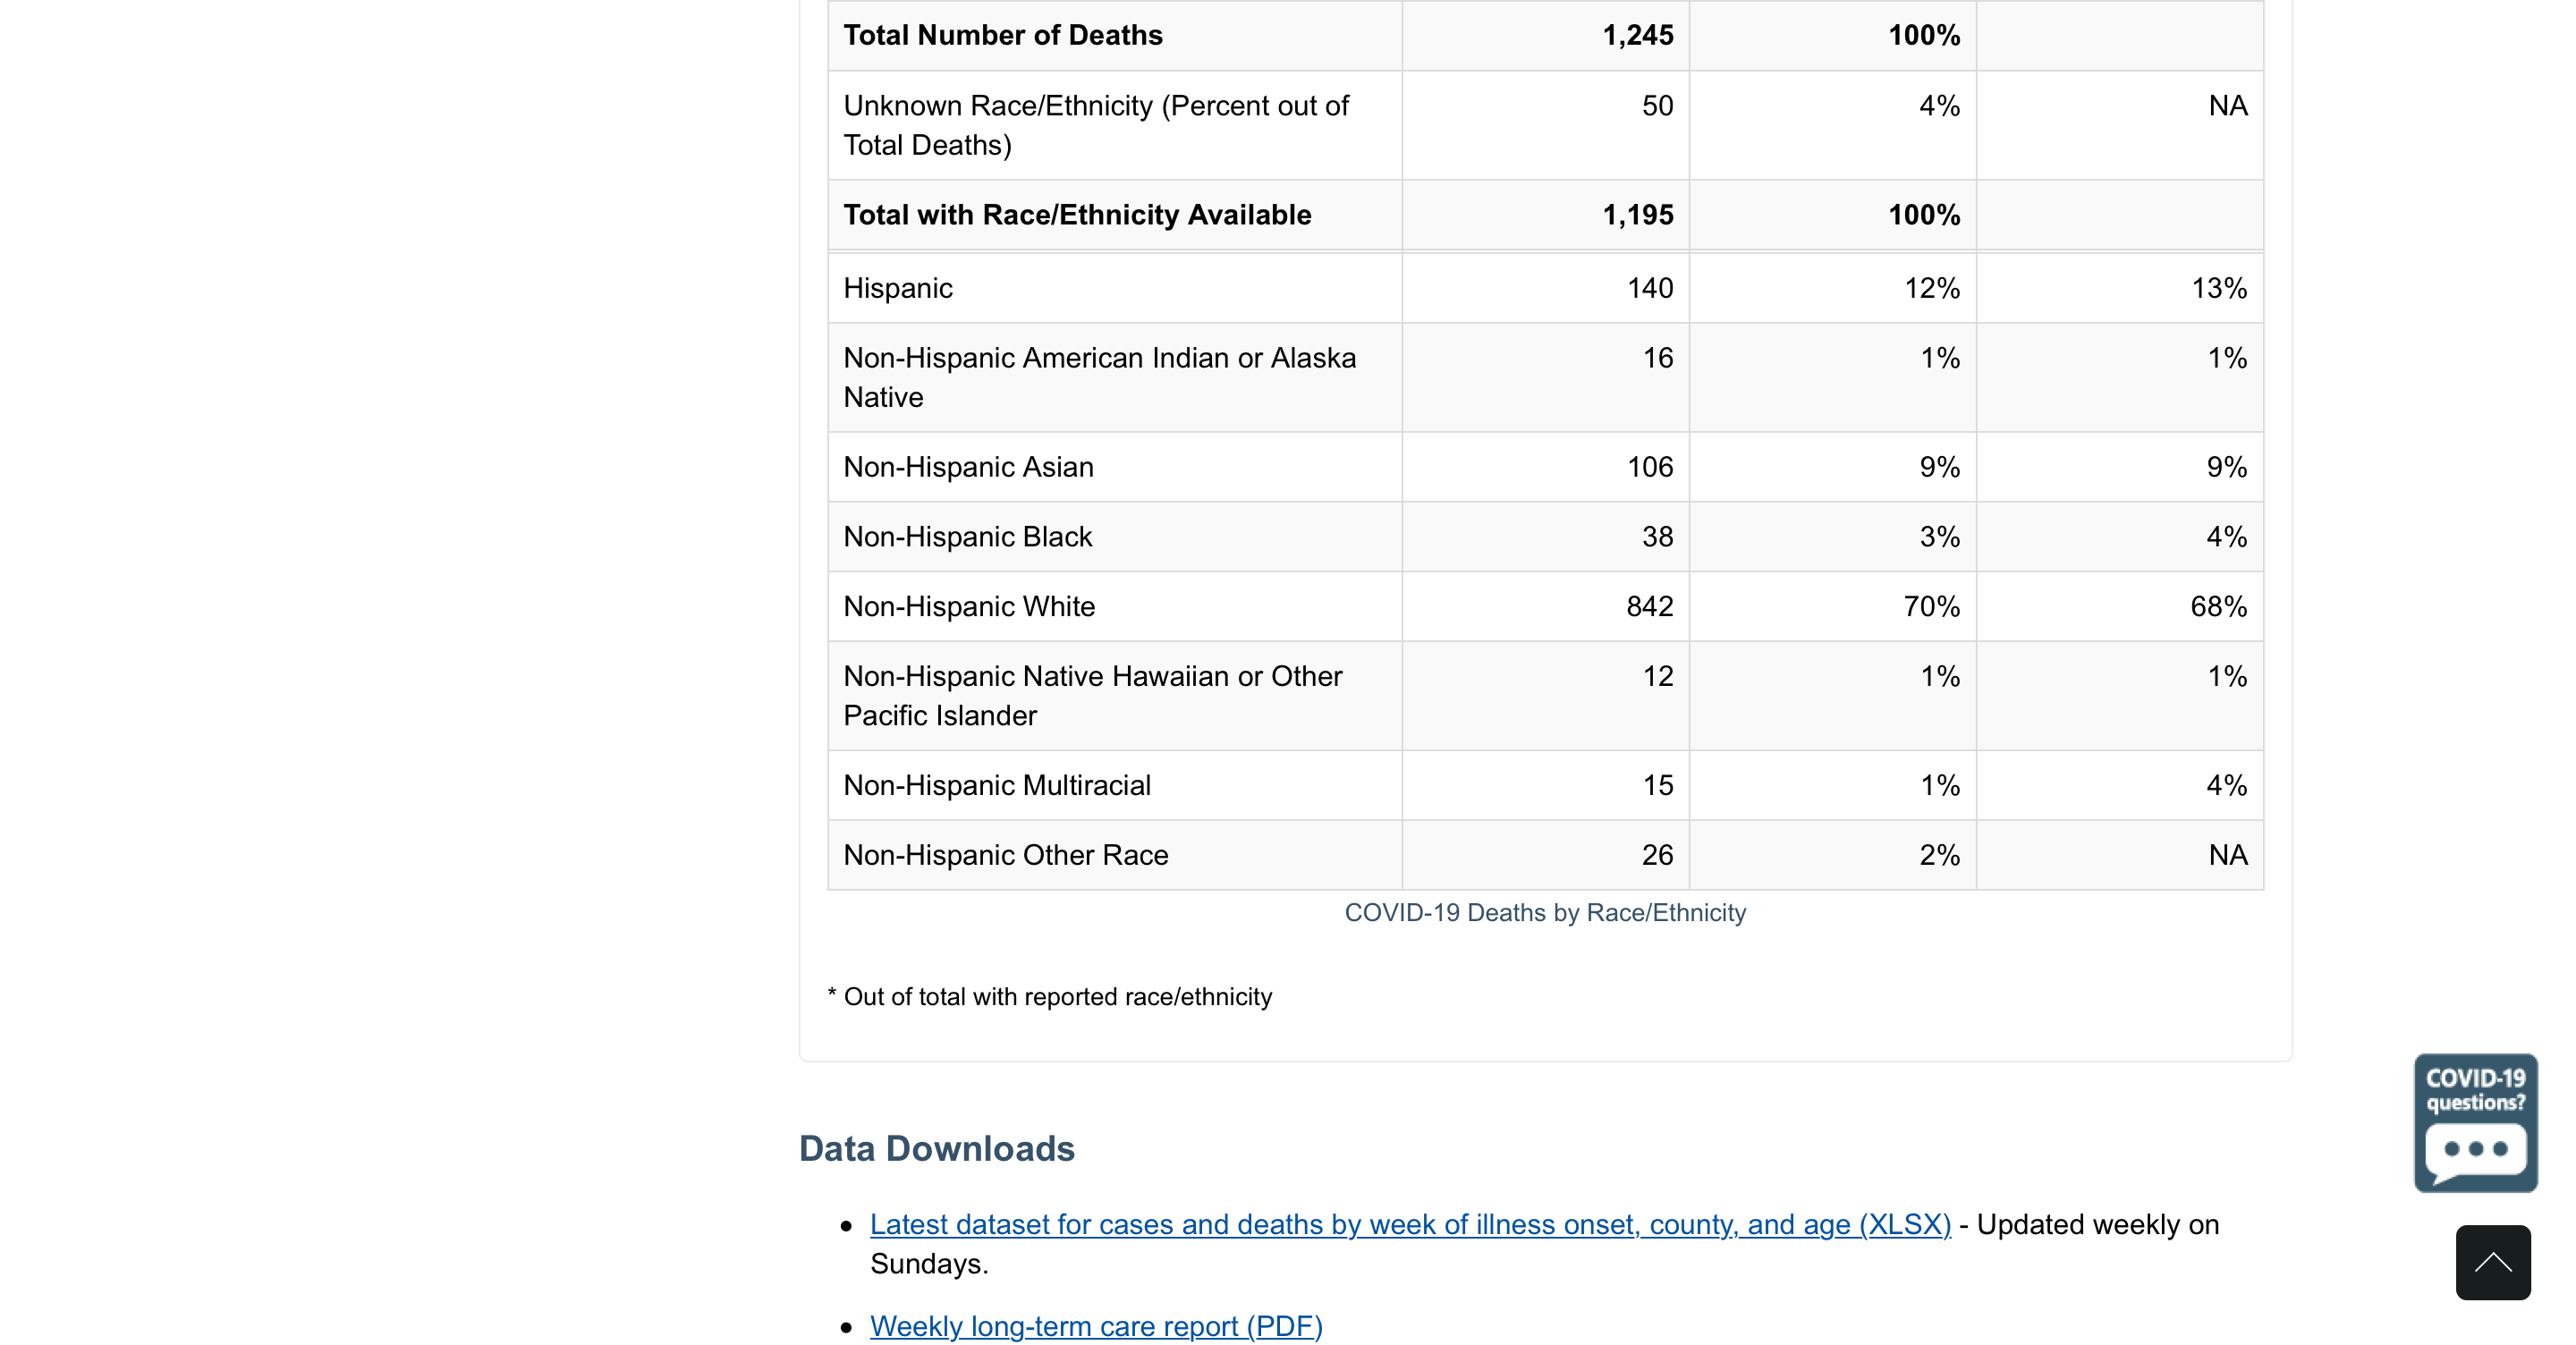 Total Number of Deaths 1,245 100%
Unknown Race/Ethnicity (Percent out of 50 4% NA
Total Deaths)
Total with Race/Ethnicity Available 1,195 100%
Hispanic 140 12% 13%
Non-Hispanic American Indian or Alaska 16 1% 1%
Native
Non-Hispanic Asian 106 9% 9%
Non-Hispanic Black 38 3% 4%
Non-Hispanic White 842 70% 68%
Non-Hispanic Native Hawaiian or Other 12 1% 1%
Pacific Islander
Non-Hispanic Multiracial 15 1% 4%
Non-Hispanic Other Race 26 2% NA
COVID-19 Deaths by Race/Ethnicity
* Out of total with reported race/ethnicity
COVID-19
questions?
Data Downloads
• Latest dataset for cases and deaths by week of illness onset, county, and age (XLSX) - Updated weekly on
Sundays.
• Weekly long-term care report (PDF)